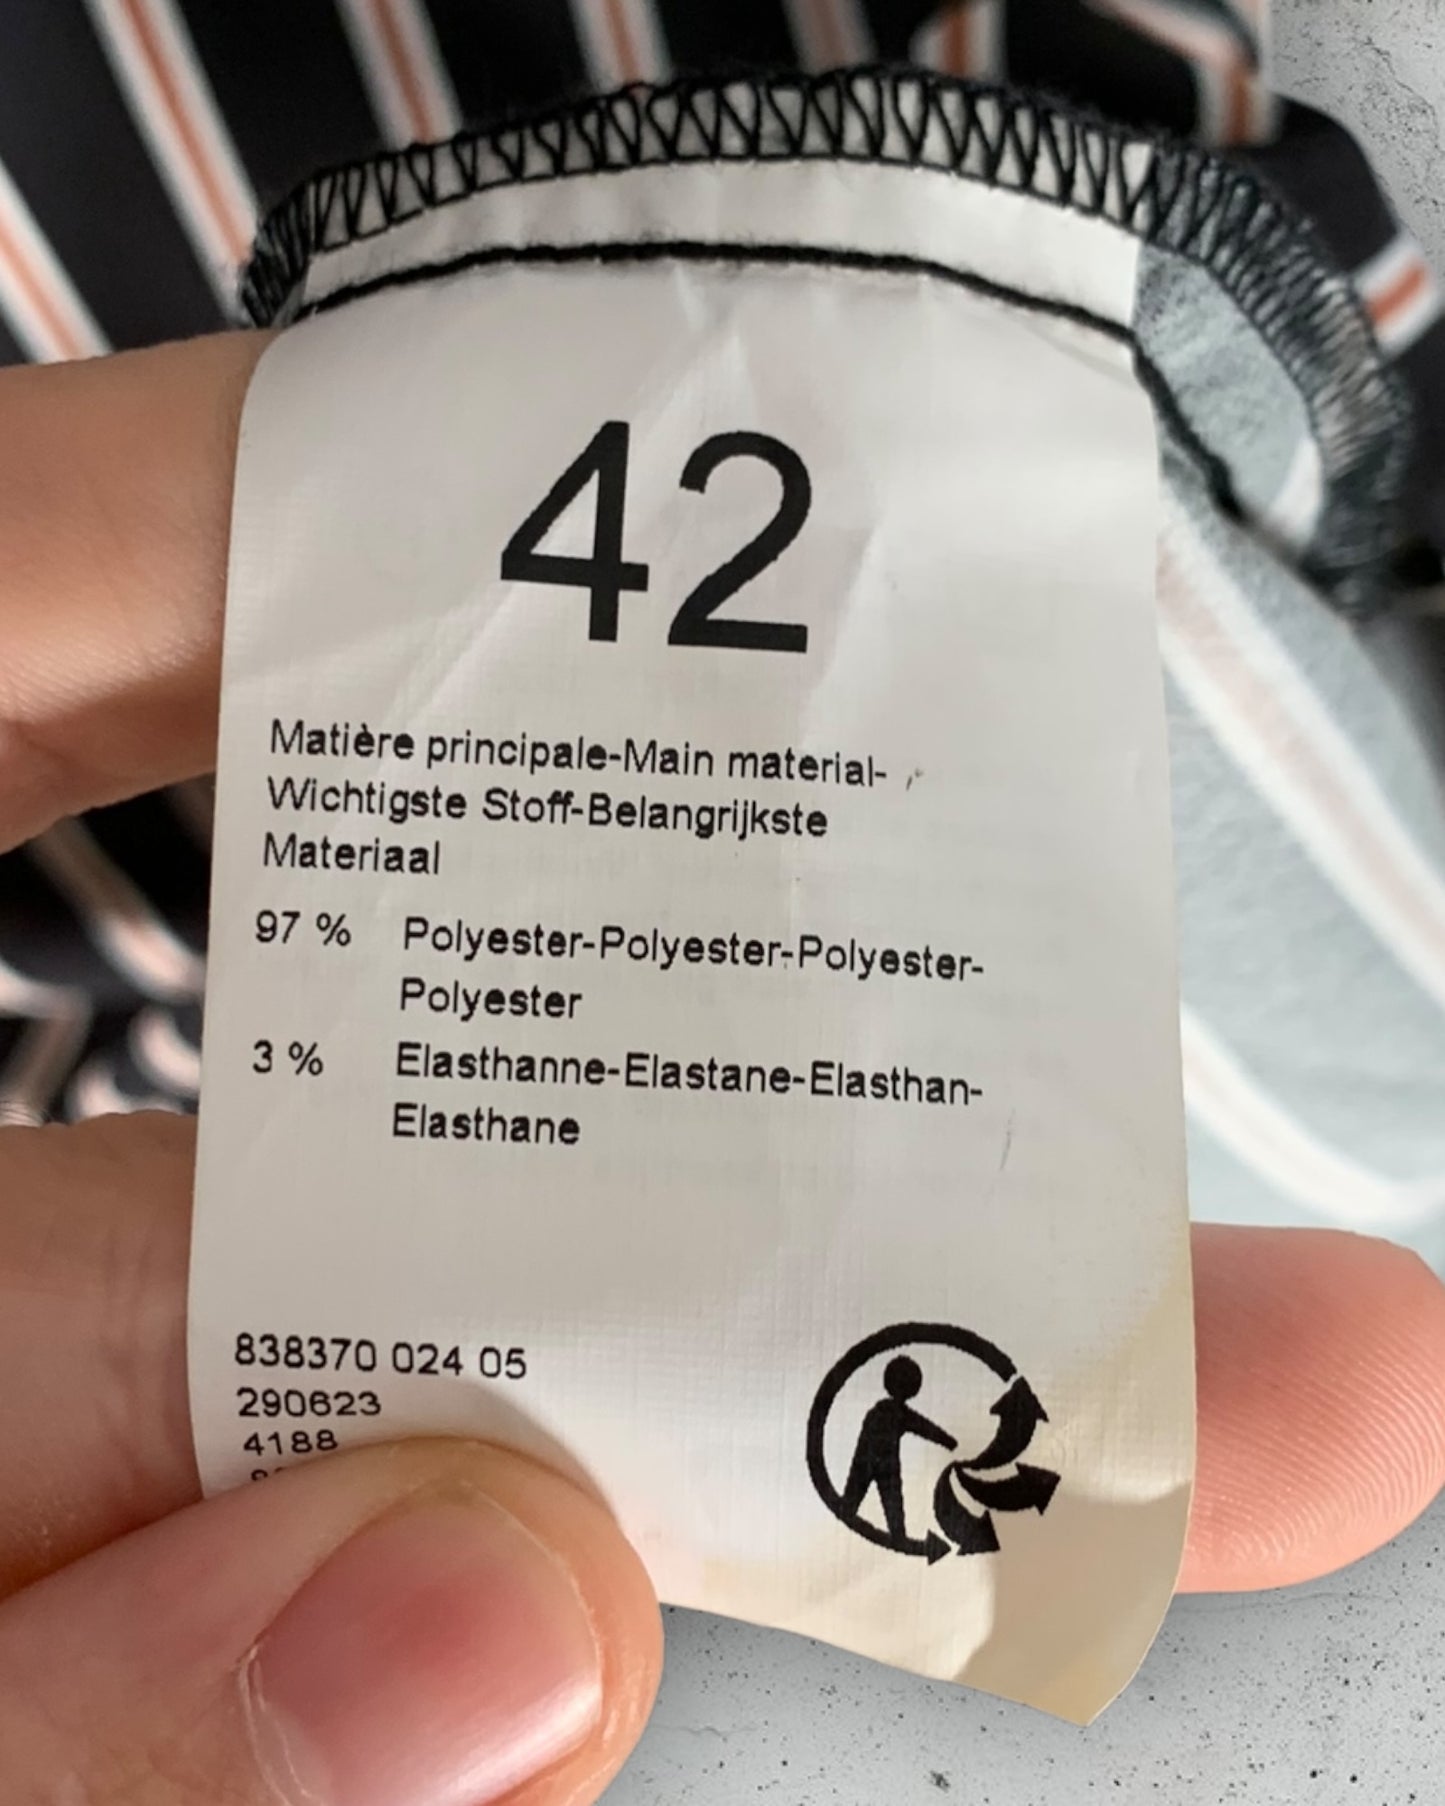 42
Matière principale-Main material-
Wichtigste Stoff-Belangrijkste
Materiaal
97 % Polyester-Polyester-Polyester-
Polyester
3 % Elasthanne-Elastane-Elasthan-
Elasthane
838370 024 05
290623
4188